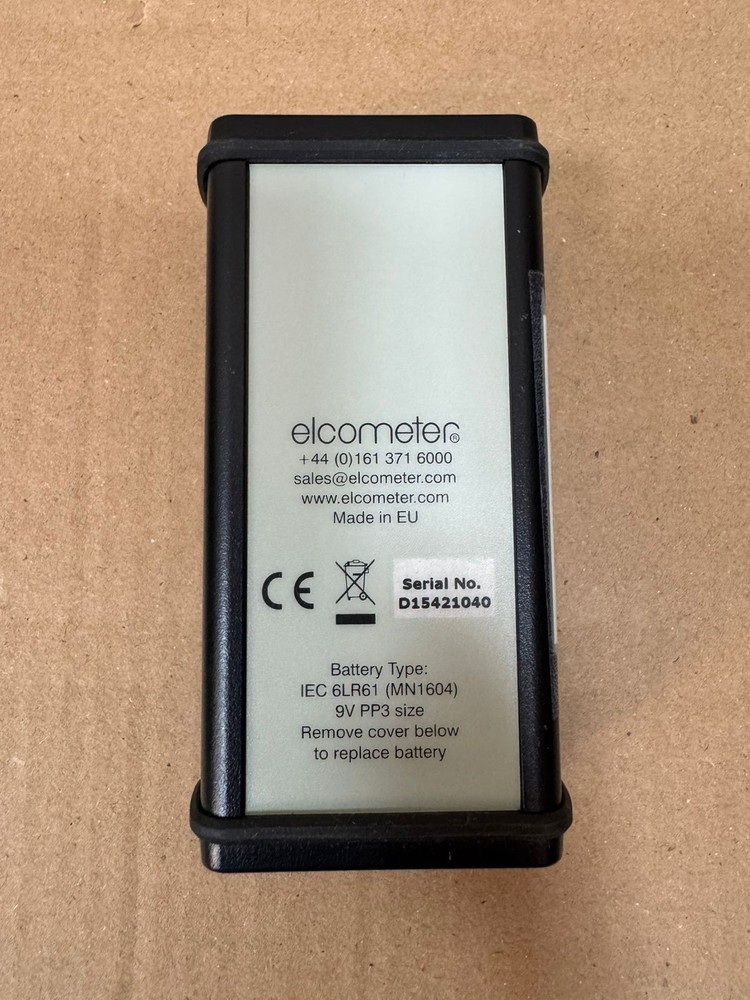 elcometer®
+44 (0)161 371 6000
sales@elcometer.com
www.elcometer.com
Made in EU
CE
Serial No.
D15421040
Battery Type:
IEC 6LR61 (MN1604)
9V PP3 size
Remove cover below
to replace battery